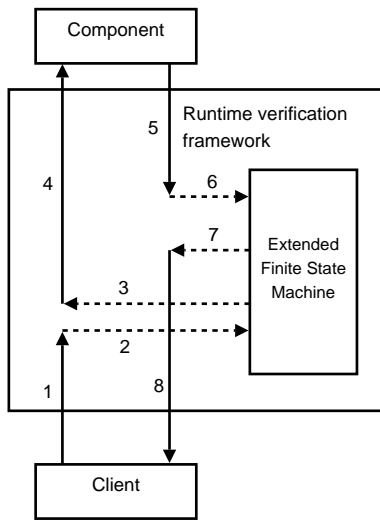 Component
Runtime verification
framework
5
4
6
7
Extended
Finite State
Machine
3
2
1
8
Client